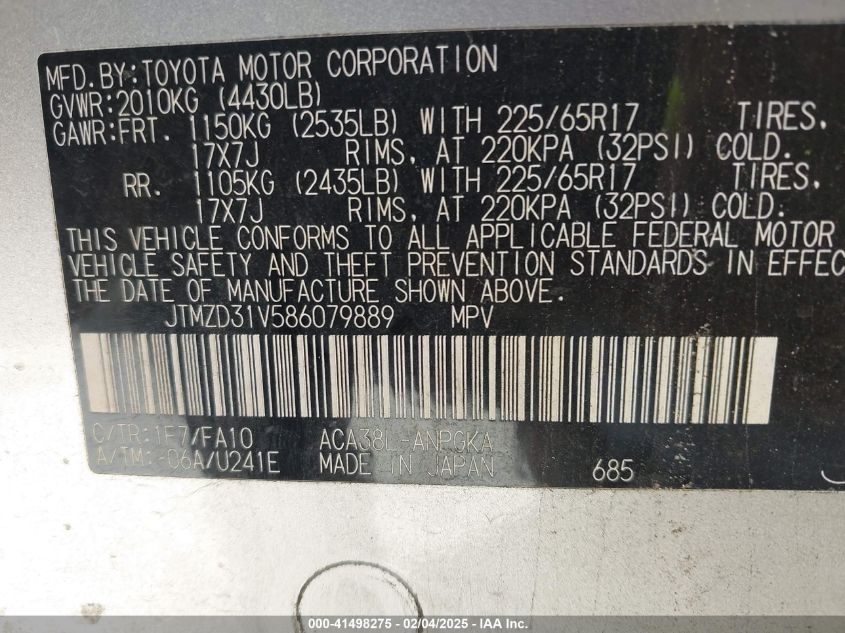 MFD. BY: TOYOTA MOTOR CORPORATION
GVWR: 2010KG (4430LB)
GAWR: FRT. 1150KG (2535LB) WITH 225/65R17 TIRES.
17X7J RIMS, AT 220KPA (32PSI) COLD.
RR. 1105KG (2435LB) WITH 225/65R17 TIRES.
17X7J RIMS, AT 220KPA (32PSI) COLD.
THIS VEHICLE CONFORMS TO ALL APPLICABLE FEDERAL MOTOR
VEHICLE SAFETY AND THEFT PREVENTION STANDARDS IN EFFEC
THE DATE OF MANUFACTURE SHOWN ABOVE.
JTMZD31V586079889 MPV
C/TR: 1F7/FA10 ACA38L-ANPGKA
A/TM: -06A/U241E MADE IN JAPAN 685
000-41498275 - 02/04/2025 - IAA Inc.